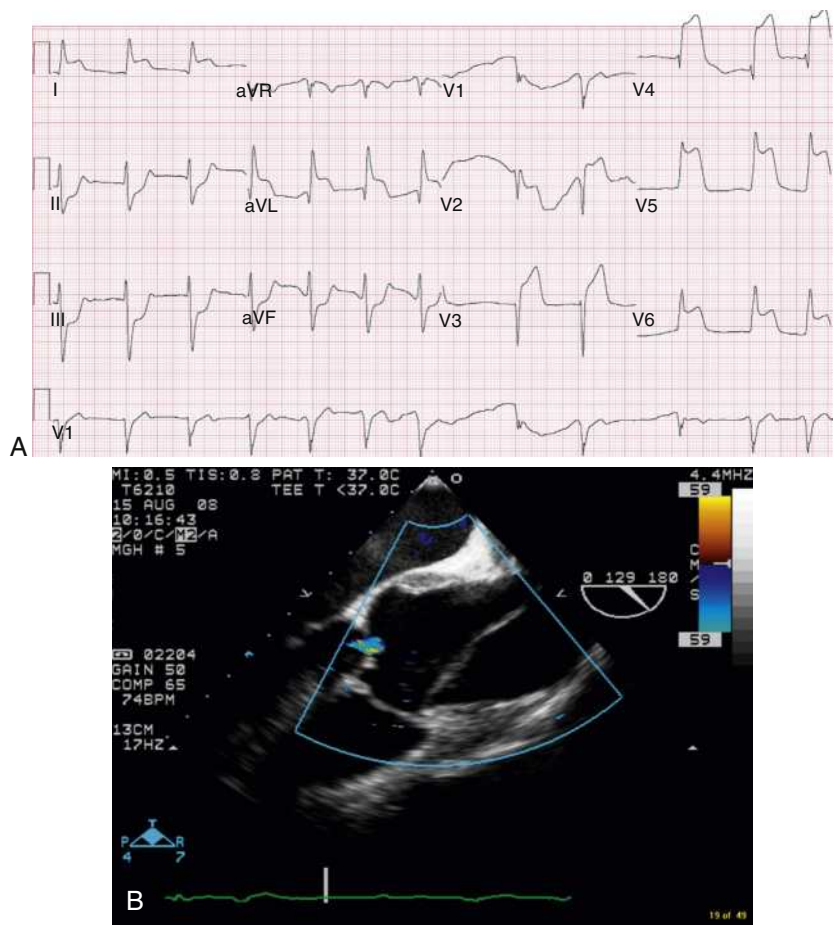 I aVR V1 V4
II aVL V2 V5
III aVF V3 V6
V1
A
MI:0.5 TIS:0.8 PAT T: 37.0C 4.4MHZ
T6210 TEE T <37.0C
15 AUG 08
10:16:43
2/0/C/M2/A
MGH # 5
59
C
M
/
S
59
0 129 180
02204
GAIN 50
COMP 65
74BPM
13CM
17HZ
T
P R
4 7
B
19 of 49